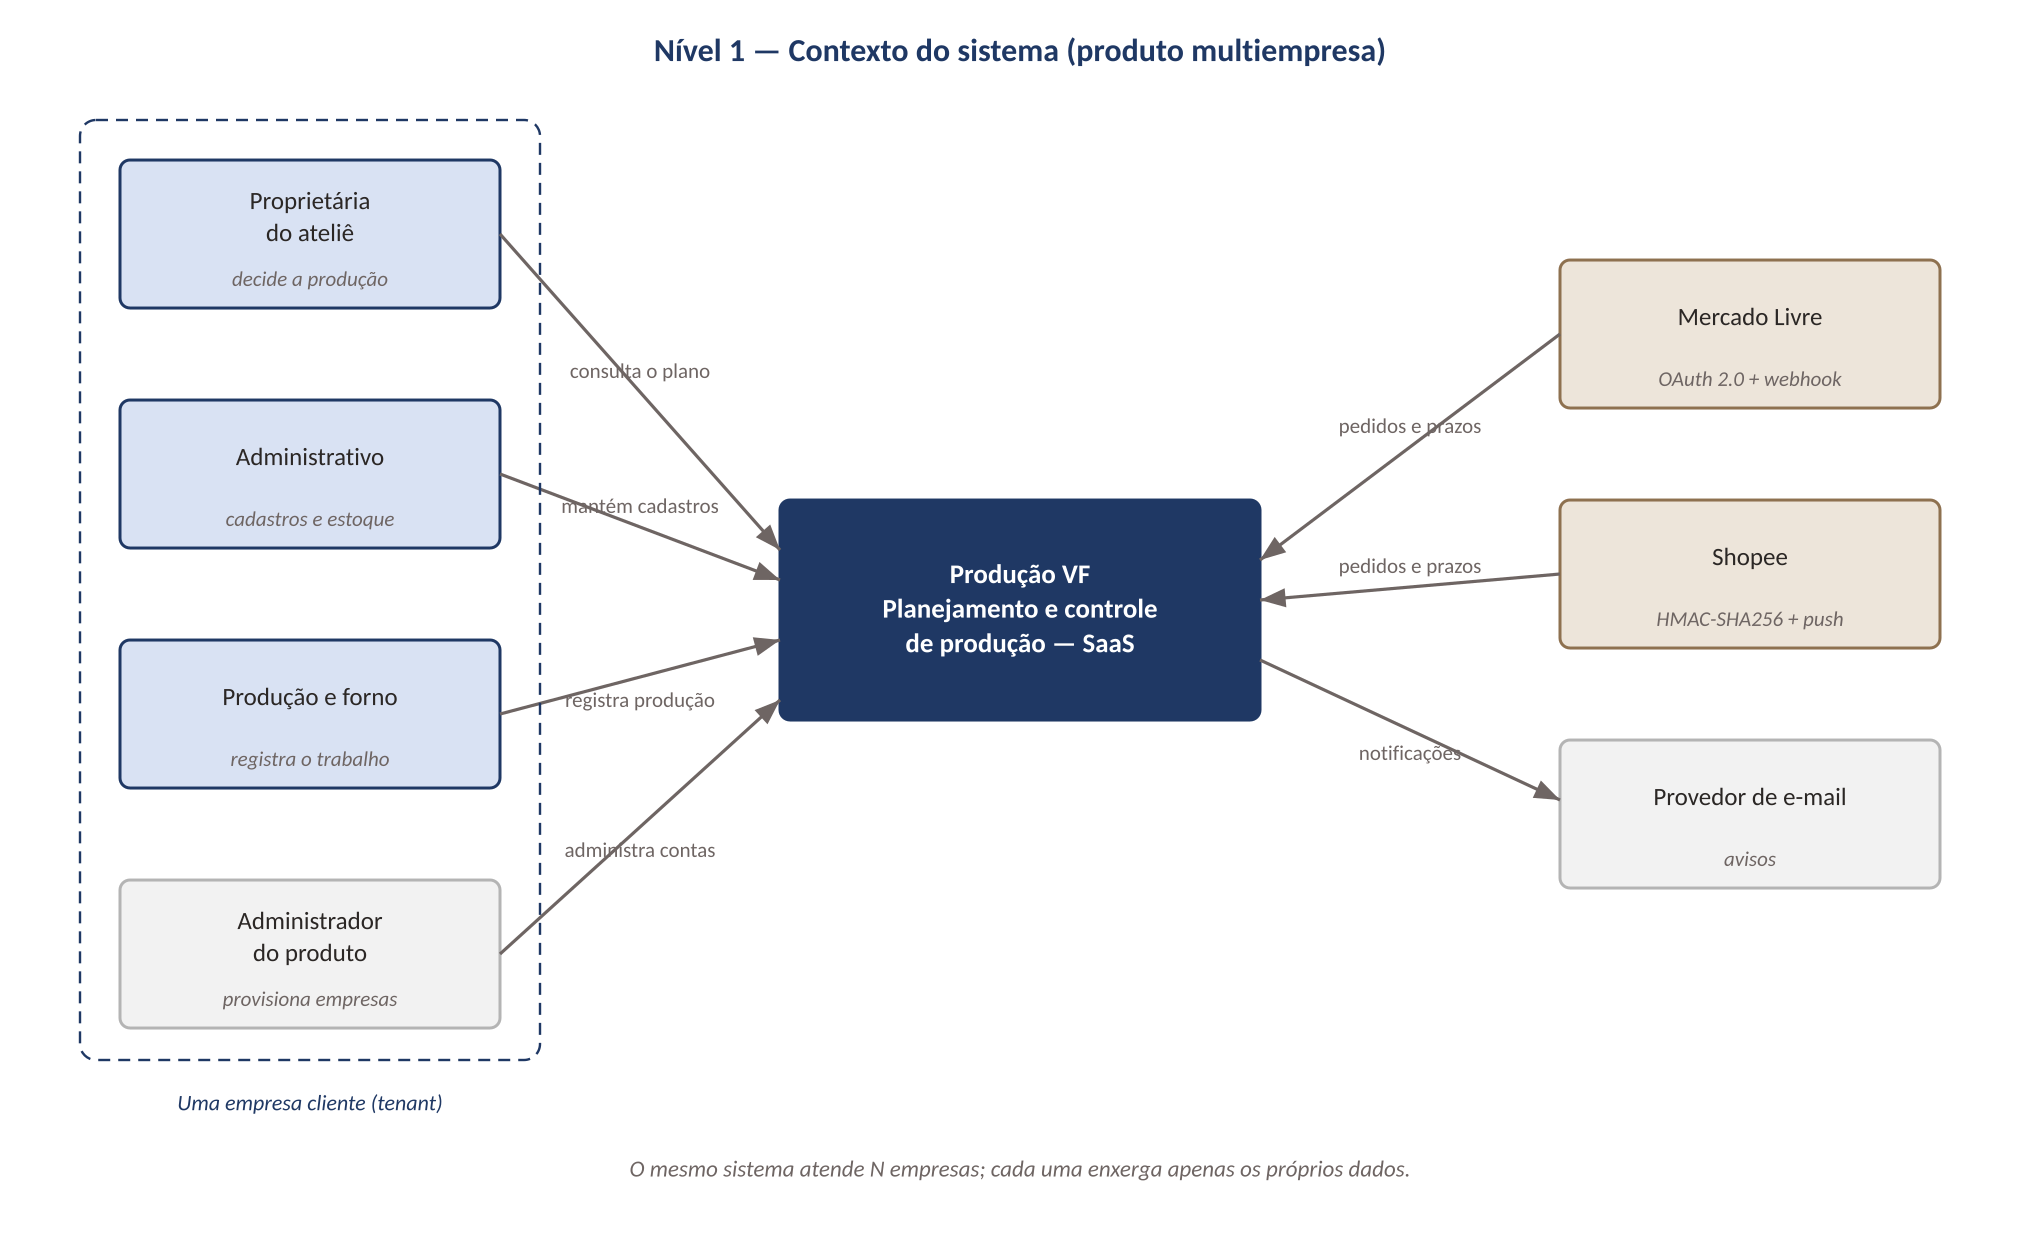 Nível 1 — Contexto do sistema (produto multiempresa)
Proprietária
do ateliê
decide a produção
Administrativo
cadastros e estoque
Produção e forno
registra o trabalho
Administrador
do produto
provisiona empresas
Uma empresa cliente (tenant)
consulta o plano
mantém cadastros
registra produção
administra contas
Produção VF
Planejamento e controle
de produção — SaaS
pedidos e prazos
pedidos e prazos
notificações
Mercado Livre
OAuth 2.0 + webhook
Shopee
HMAC-SHA256 + push
Provedor de e-mail
avisos
O mesmo sistema atende N empresas; cada uma enxerga apenas os próprios dados.